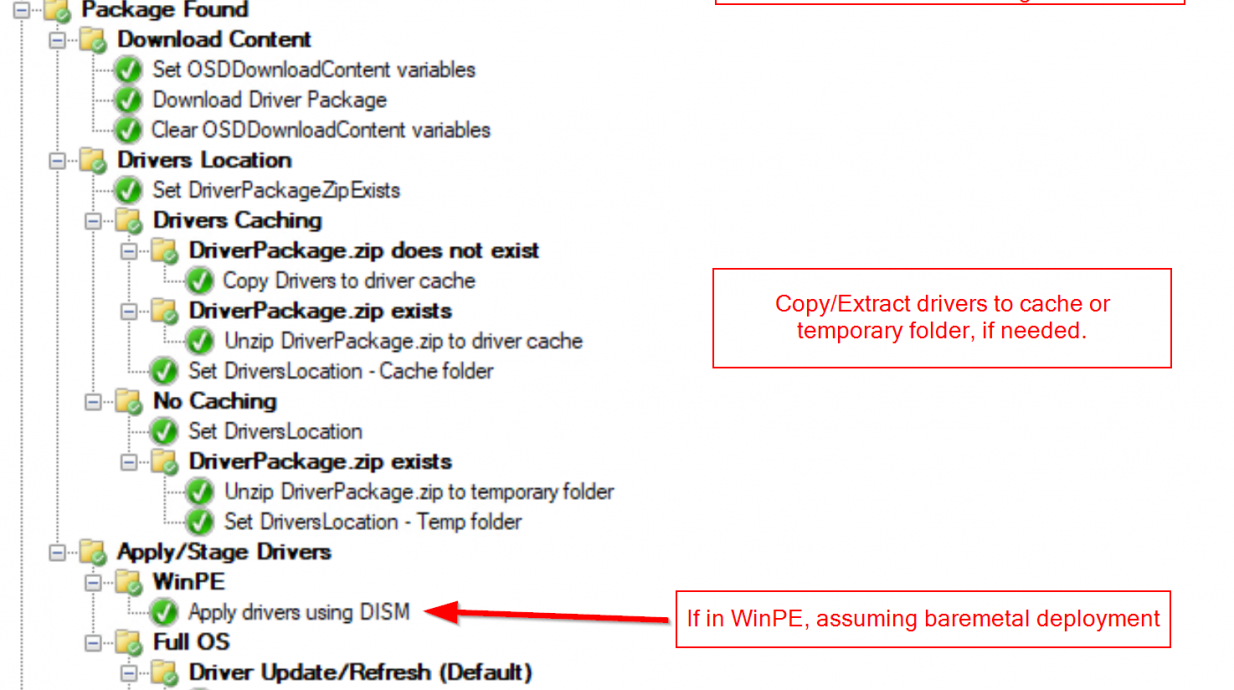 Package Found
Download Content
Set OSDDownloadContent variables
Download Driver Package
Clear OSDDownloadContent variables
Drivers Location
Set DriverPackageZipExists
Drivers Caching
DriverPackage.zip does not exist
Copy Drivers to driver cache
DriverPackage.zip exists
Unzip DriverPackage.zip to driver cache
Set DriversLocation - Cache folder
No Caching
Set DriversLocation
DriverPackage.zip exists
Unzip DriverPackage.zip to temporary folder
Set DriversLocation - Temp folder
Apply/Stage Drivers
WinPE
Apply drivers using DISM
Full OS
Driver Update/Refresh (Default)
Copy/Extract drivers to cache or
temporary folder, if needed.
If in WinPE, assuming baremetal deployment